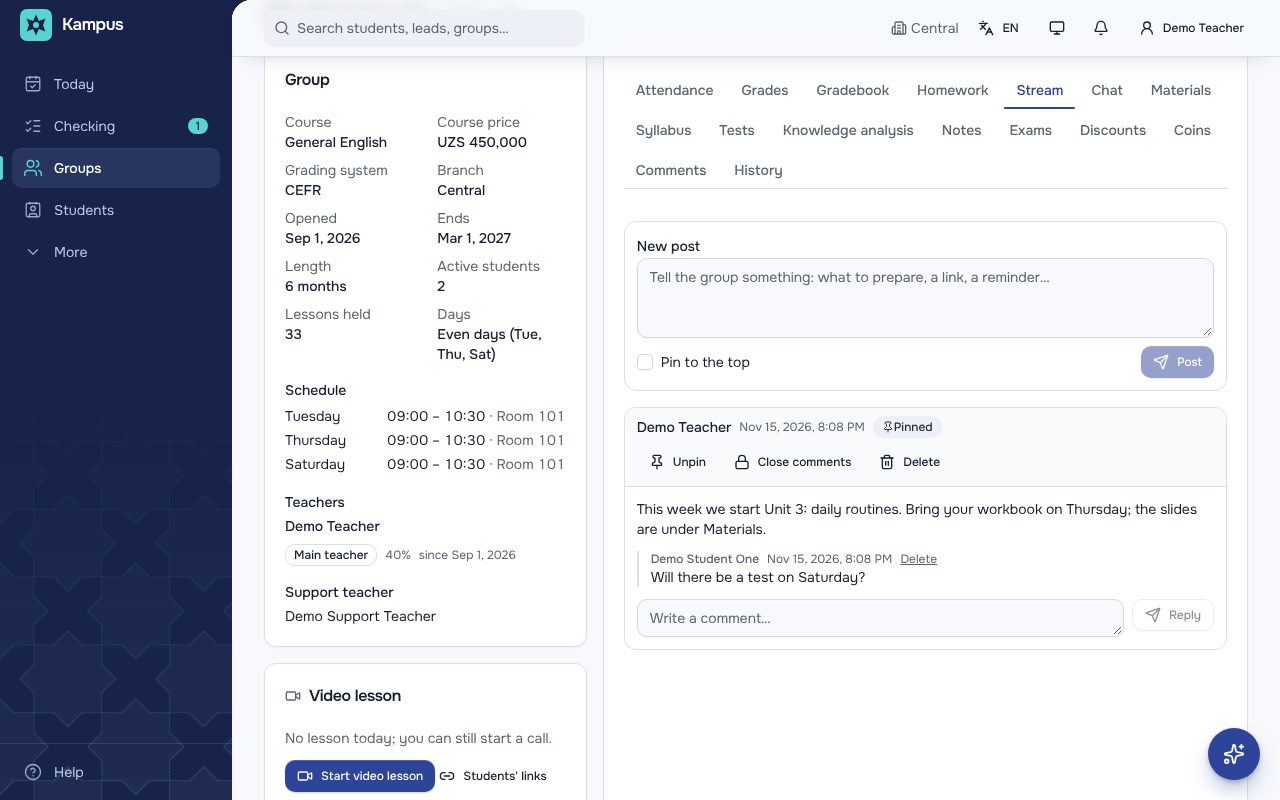 Kampus
Search students, leads, groups...
Central
EN
Demo Teacher
Today
Checking
1
Groups
Students
More
Help
Group
Course
General English
Course price
UZS 450,000
Grading system
CEFR
Branch
Central
Opened
Sep 1, 2026
Ends
Mar 1, 2027
Length
6 months
Active students
2
Lessons held
33
Days
Even days (Tue,
Thu, Sat)
Schedule
Tuesday 09:00 – 10:30 · Room 101
Thursday 09:00 – 10:30 · Room 101
Saturday 09:00 – 10:30 · Room 101
Teachers
Demo Teacher
Main teacher 40% since Sep 1, 2026
Support teacher
Demo Support Teacher
Video lesson
No lesson today; you can still start a call.
Start video lesson
Students' links
Attendance Grades Gradebook Homework Stream Chat Materials
Syllabus Tests Knowledge analysis Notes Exams Discounts Coins
Comments History
New post
Tell the group something: what to prepare, a link, a reminder...
Pin to the top
Post
Demo Teacher Nov 15, 2026, 8:08 PM Pinned
Unpin Close comments Delete
This week we start Unit 3: daily routines. Bring your workbook on Thursday; the slides
are under Materials.
Demo Student One Nov 15, 2026, 8:08 PM Delete
Will there be a test on Saturday?
Write a comment...
Reply